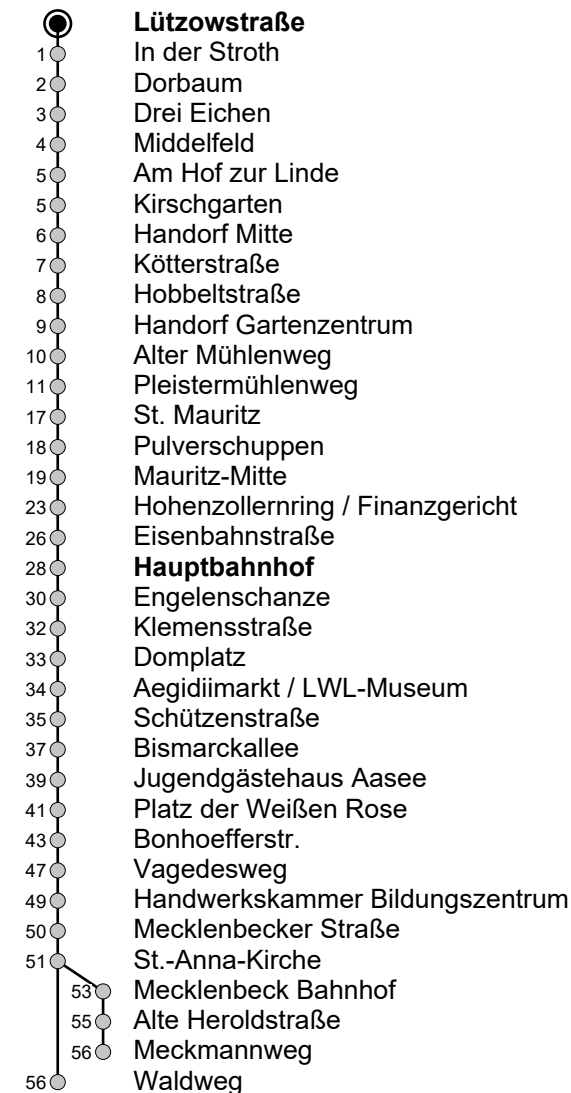 Lützowstraße
1 In der Stroth
2 Dorbaum
3 Drei Eichen
4 Middelfeld
5 Am Hof zur Linde
5 Kirschgarten
6 Handorf Mitte
7 Kötterstraße
8 Hobbeltstraße
9 Handorf Gartenzentrum
10 Alter Mühlenweg
11 Pleistermühlenweg
17 St. Mauritz
18 Pulverschuppen
19 Mauritz-Mitte
23 Hohenzollernring / Finanzgericht
26 Eisenbahnstraße
28 Hauptbahnhof
30 Engelenschanze
32 Klemensstraße
33 Domplatz
34 Aegidiimarkt / LWL-Museum
35 Schützenstraße
37 Bismarckallee
39 Jugendgästehaus Aasee
41 Platz der Weißen Rose
43 Bonhoefferstr.
47 Vagedesweg
49 Handwerkskammer Bildungszentrum
50 Mecklenbecker Straße
51 St.-Anna-Kirche
53 Mecklenbeck Bahnhof
55 Alte Heroldstraße
56 Meckmannweg
56 Waldweg